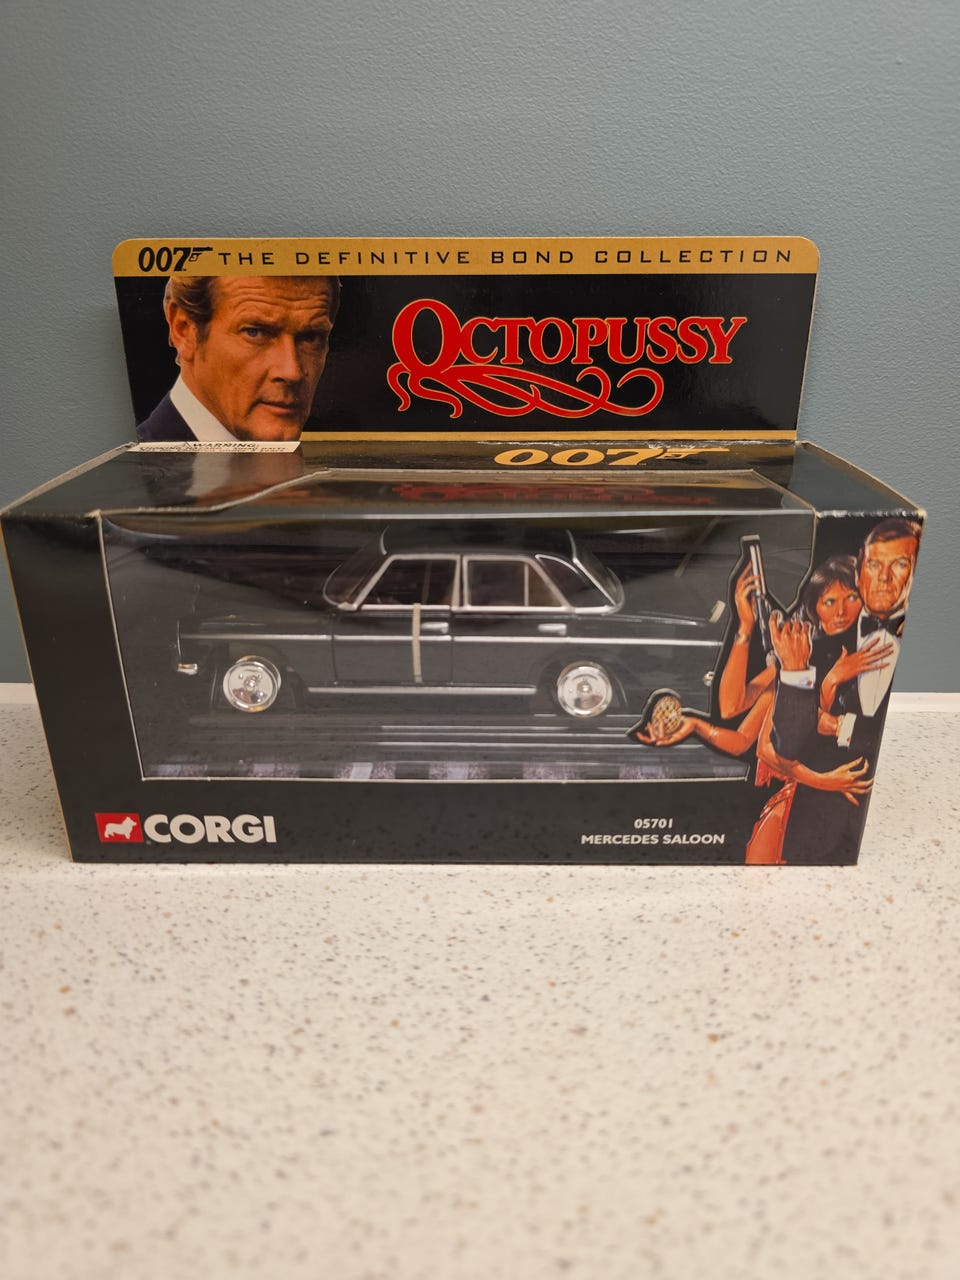 007 THE DEFINITIVE BOND COLLECTION
OCTOPUSSY
WARNING
007
CORGI
05701
MERCEDES SALOON